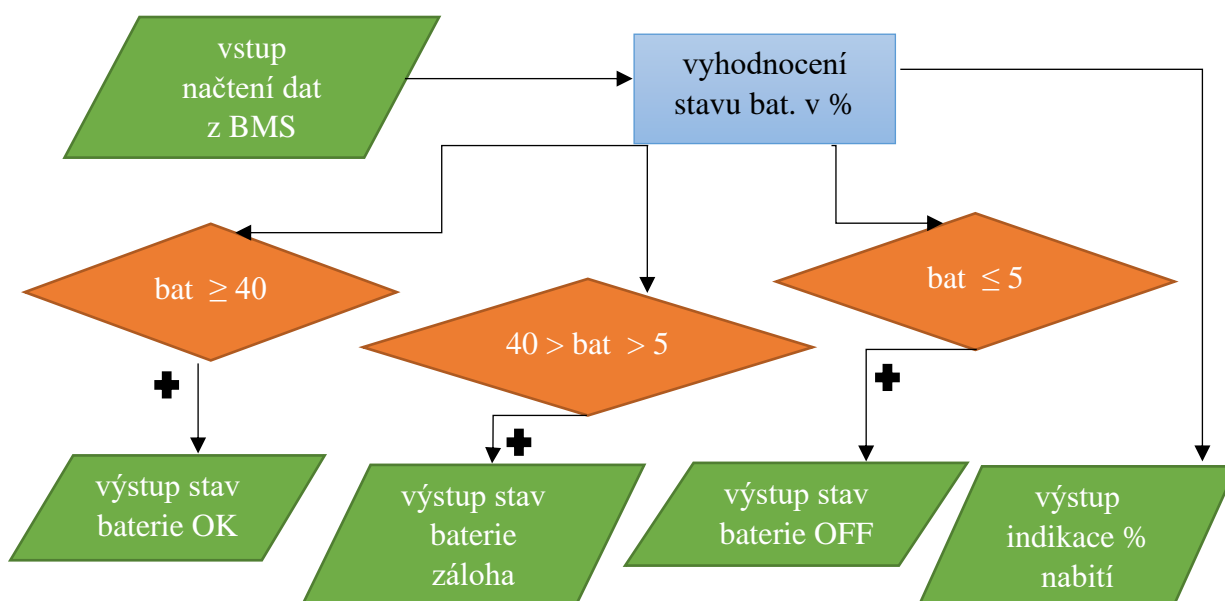 vstup
načtení dat
z BMS
vyhodnocení
stavu bat. v %
bat ≥ 40
40 > bat > 5
bat ≤ 5
výstup stav
baterie OK
výstup stav
baterie
záloha
výstup stav
baterie OFF
výstup
indikace %
nabití